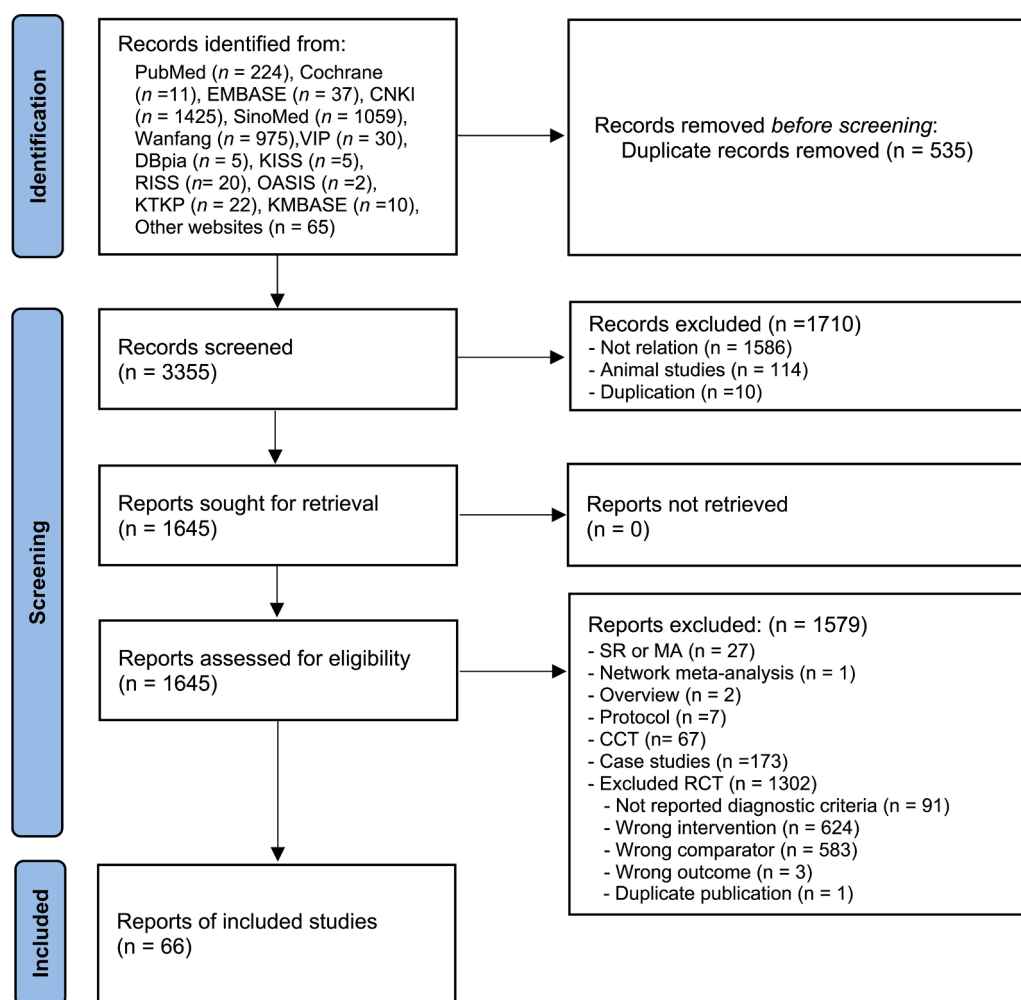 Identification
Records identified from:
PubMed (n = 224), Cochrane
(n =11), EMBASE (n = 37), CNKI
(n = 1425), SinoMed (n = 1059),
Wanfang (n = 975),VIP (n = 30),
DBpia (n = 5), KISS (n =5),
RISS (n= 20), OASIS (n =2),
KTKP (n = 22), KMBASE (n =10),
Other websites (n = 65)
Records removed before screening:
Duplicate records removed (n = 535)
Screening
Records screened
(n = 3355)
Records excluded (n =1710)
- Not relation (n = 1586)
- Animal studies (n = 114)
- Duplication (n =10)
Reports sought for retrieval
(n = 1645)
Reports not retrieved
(n = 0)
Reports assessed for eligibility
(n = 1645)
Reports excluded: (n = 1579)
- SR or MA (n = 27)
- Network meta-analysis (n = 1)
- Overview (n = 2)
- Protocol (n =7)
- CCT (n= 67)
- Case studies (n =173)
- Excluded RCT (n = 1302)
- Not reported diagnostic criteria (n = 91)
- Wrong intervention (n = 624)
- Wrong comparator (n = 583)
- Wrong outcome (n = 3)
- Duplicate publication (n = 1)
Included
Reports of included studies
(n = 66)